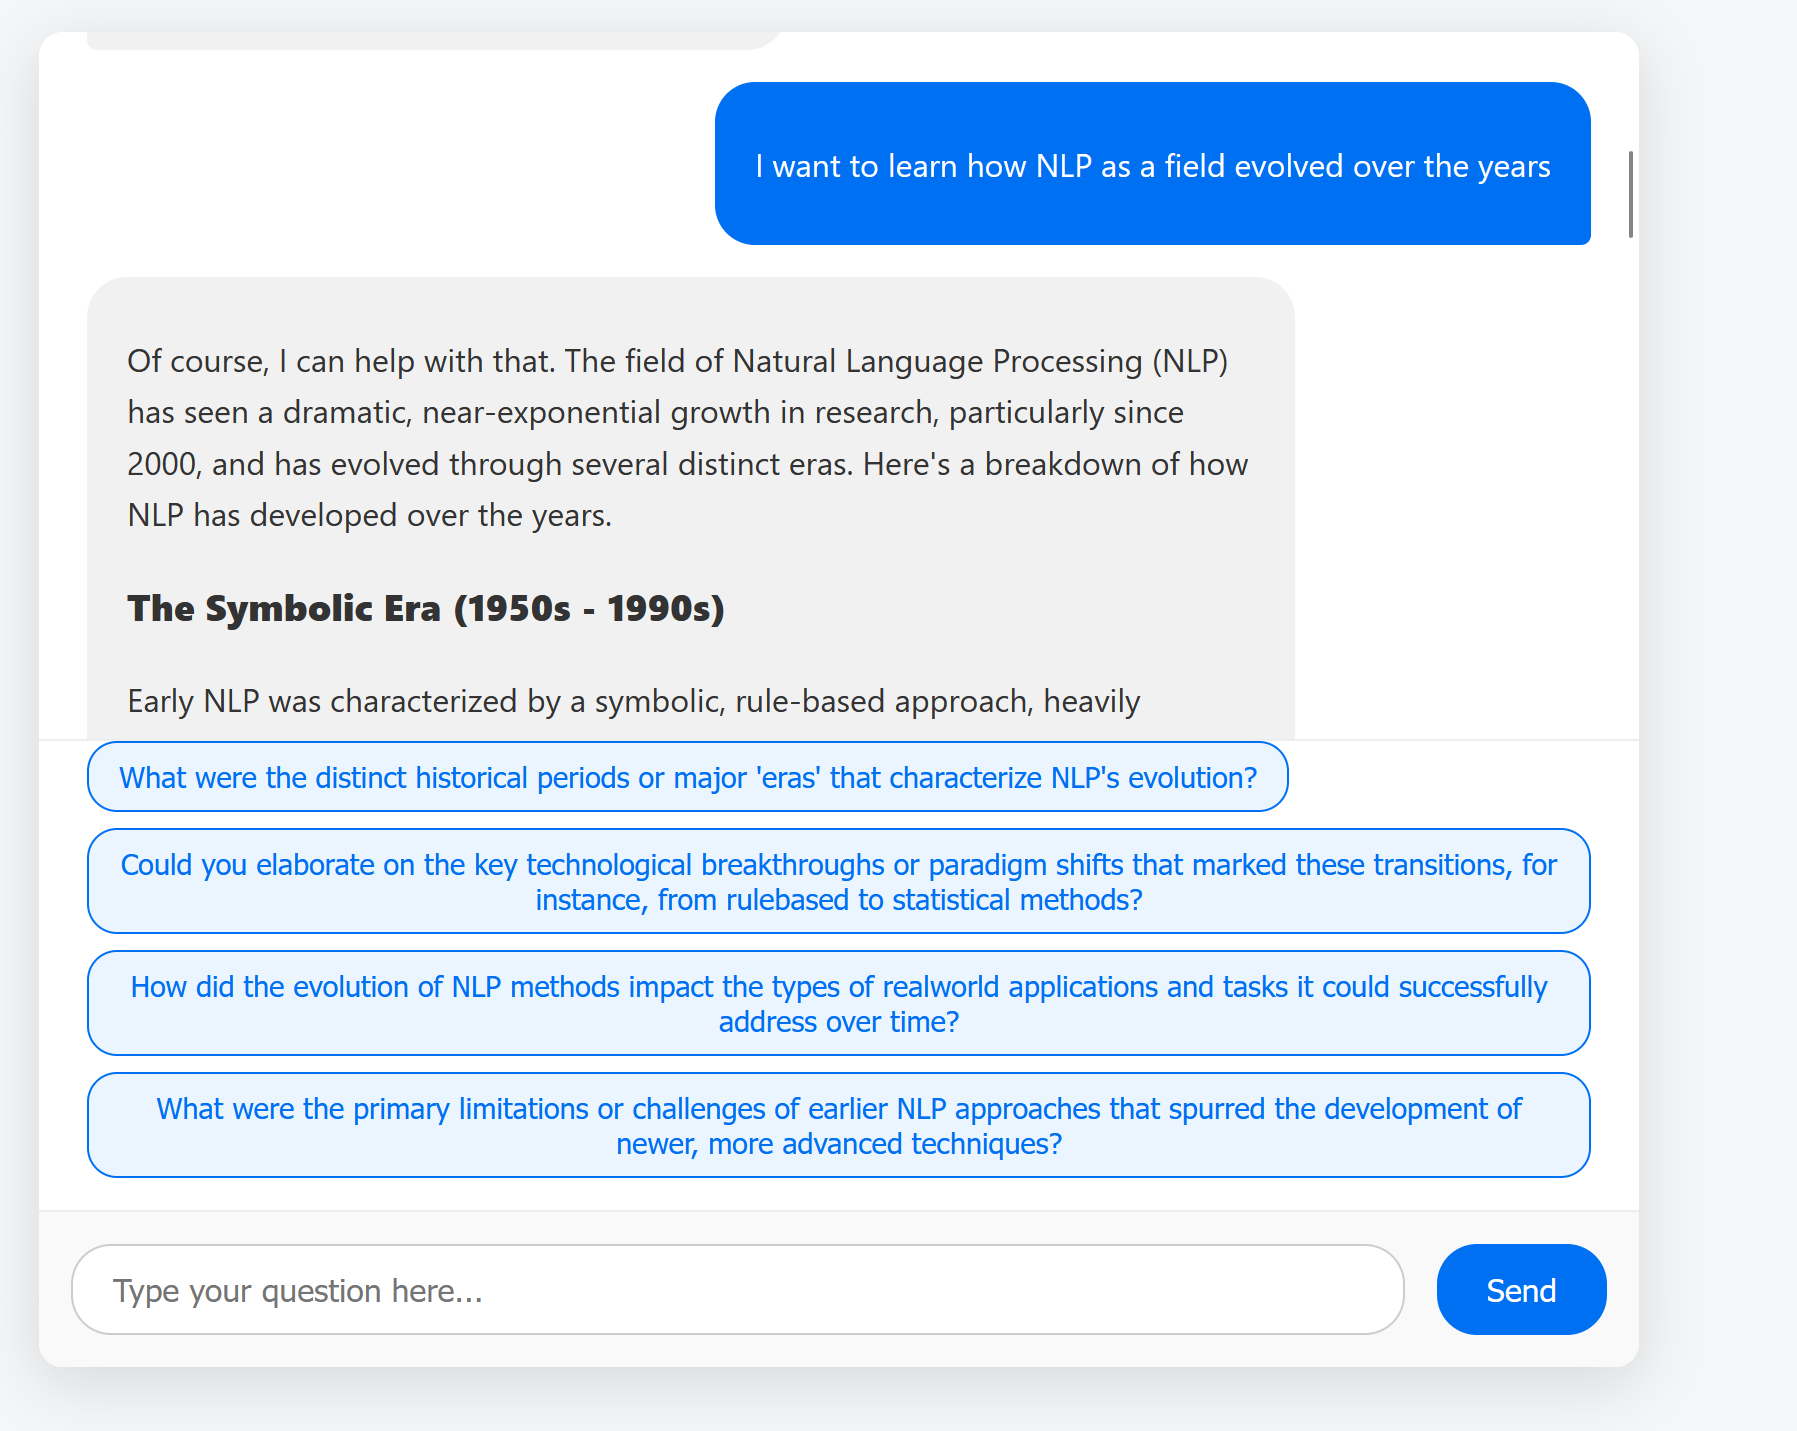 I want to learn how NLP as a field evolved over the years
Of course, I can help with that. The field of Natural Language Processing (NLP)
has seen a dramatic, near-exponential growth in research, particularly since
2000, and has evolved through several distinct eras. Here's a breakdown of how
NLP has developed over the years.
The Symbolic Era (1950s - 1990s)
Early NLP was characterized by a symbolic, rule-based approach, heavily
What were the distinct historical periods or major 'eras' that characterize NLP's evolution?
Could you elaborate on the key technological breakthroughs or paradigm shifts that marked these transitions, for
instance, from rulebased to statistical methods?
How did the evolution of NLP methods impact the types of realworld applications and tasks it could successfully
address over time?
What were the primary limitations or challenges of earlier NLP approaches that spurred the development of
newer, more advanced techniques?
Type your question here...
Send